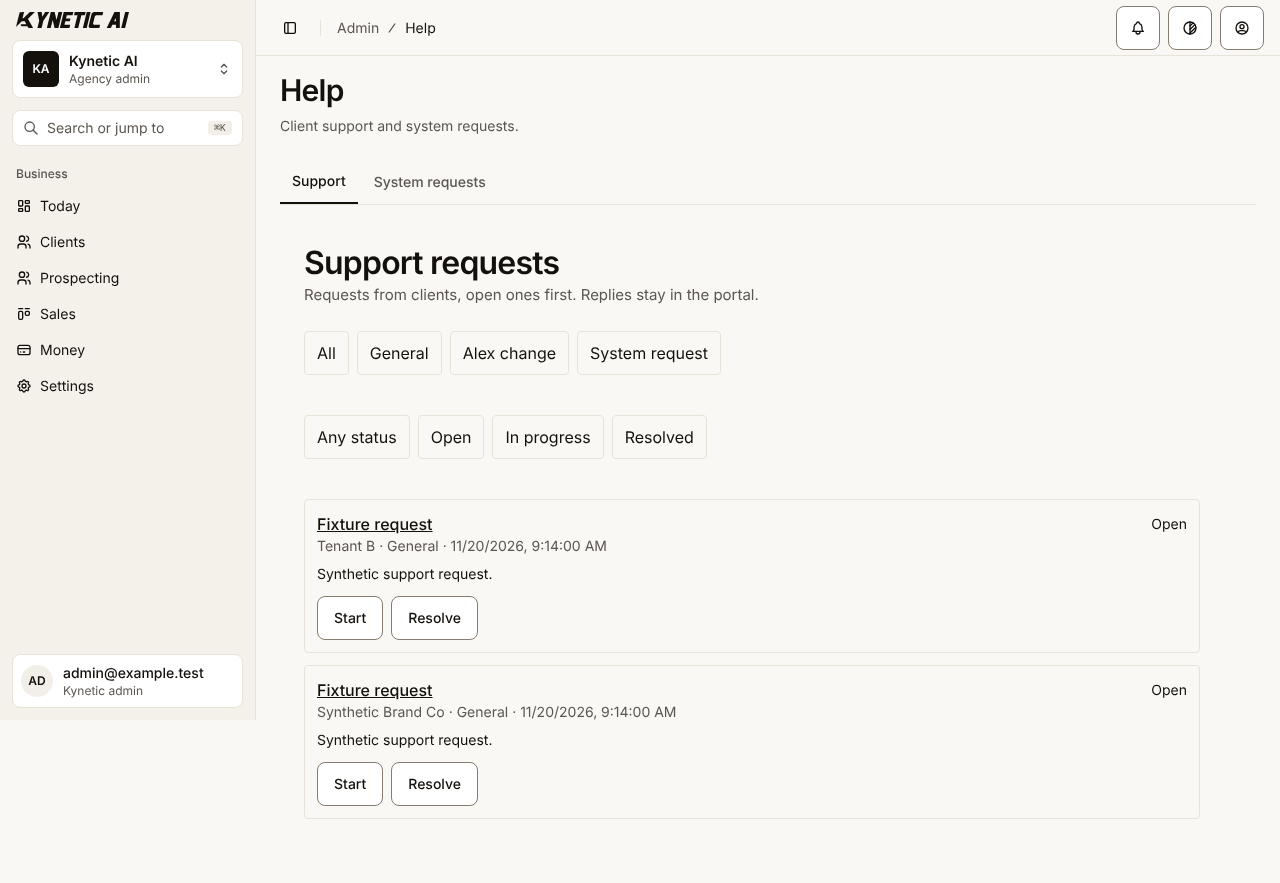 KYNETIC AI
KA
Kynetic AI
Agency admin
Search or jump to
⌘K
Business
Today
Clients
Prospecting
Sales
Money
Settings
AD
admin@example.test
Kynetic admin
Admin / Help
Help
Client support and system requests.
Support
System requests
Support requests
Requests from clients, open ones first. Replies stay in the portal.
All
General
Alex change
System request
Any status
Open
In progress
Resolved
Fixture request
Open
Tenant B · General · 11/20/2026, 9:14:00 AM
Synthetic support request.
Start
Resolve
Fixture request
Open
Synthetic Brand Co · General · 11/20/2026, 9:14:00 AM
Synthetic support request.
Start
Resolve